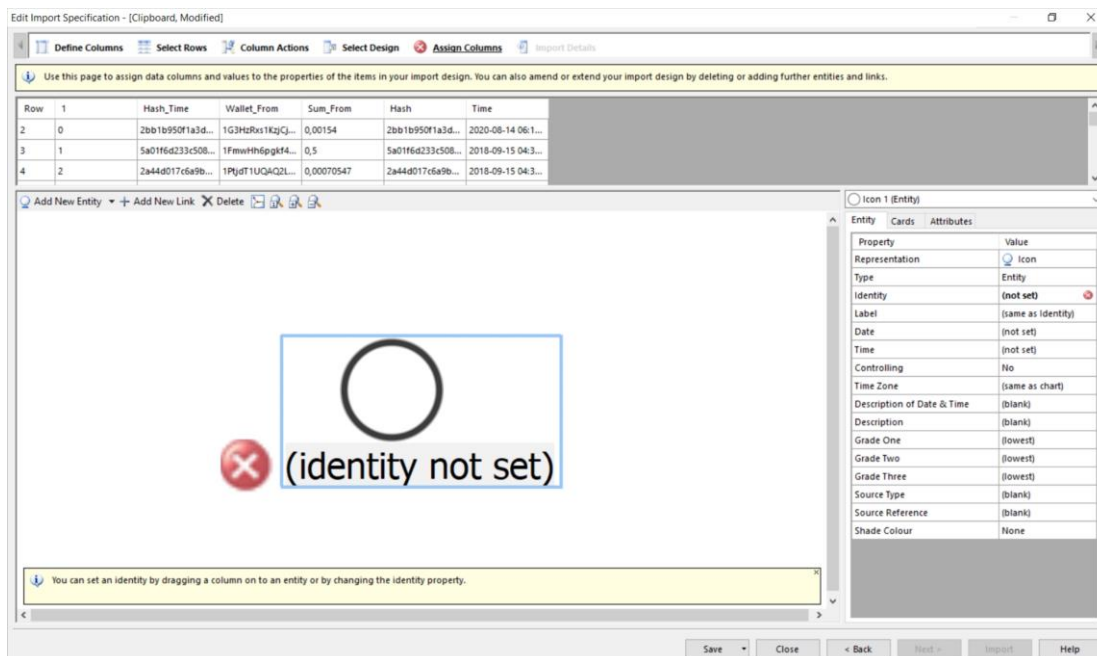 Edit Import Specification - [Clipboard, Modified]
Define Columns Select Rows Column Actions Select Design Assign Columns Import Details
Use this page to assign data columns and values to the properties of the items in your import design. You can also amend or extend your import design by deleting or adding further entities and links.
Row 1 Hash_Time Wallet_From Sum_From Hash Time
2 0 2bb1b950f1a3d... 1G3HzRxs1KzjCj... 0,00154 2bb1b950f1a3d... 2020-08-14 06:1...
3 1 5a01f6d233c508... 1FmwHh6pgkf4... 0,5 5a01f6d233c508... 2018-09-15 04:3...
4 2 2a44d017c6a9b... 1PtjdT1UQAQ2L... 0,00070547 2a44d017c6a9b... 2018-09-15 04:3...
Add New Entity Add New Link Delete
(identity not set)
You can set an identity by dragging a column on to an entity or by changing the identity property.
Icon 1 (Entity)
Entity Cards Attributes
Property Value
Representation Icon
Type Entity
Identity (not set)
Label (same as identity)
Date (not set)
Time (not set)
Controlling No
Time Zone (same as chart)
Description of Date & Time (blank)
Description (blank)
Grade One (lowest)
Grade Two (lowest)
Grade Three (lowest)
Source Type (blank)
Source Reference (blank)
Shade Colour None
Save Close < Back Next > Import Help